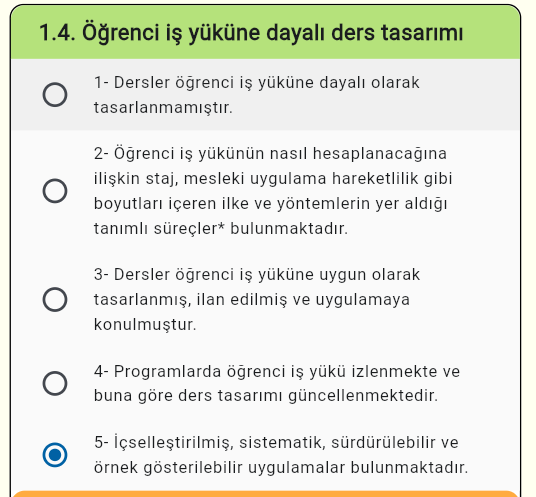 1.4. Öğrenci iş yüküne dayalı ders tasarımı
1- Dersler öğrenci iş yüküne dayalı olarak
tasarlanmamıştır.
2- Öğrenci iş yükünün nasıl hesaplanacağına
ilişkin staj, mesleki uygulama hareketlilik gibi
boyutları içeren ilke ve yöntemlerin yer aldığı
tanımlı süreçler* bulunmaktadır.
3- Dersler öğrenci iş yüküne uygun olarak
tasarlanmış, ilan edilmiş ve uygulamaya
konulmuştur.
4- Programlarda öğrenci iş yükü izlenmekte ve
buna göre ders tasarımı güncellenmektedir.
5- İçselleştirilmiş, sistematik, sürdürülebilir ve
örnek gösterilebilir uygulamalar bulunmaktadır.